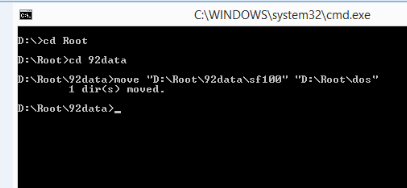 C:\WINDOWS\system32\cmd.exe
D:\>cd Root
D:\Root>cd 92data
D:\Root\92data>move "D:\Root\92data\sf100" "D:\Root\dos"
1 dir(s) moved.
D:\Root\92data>_